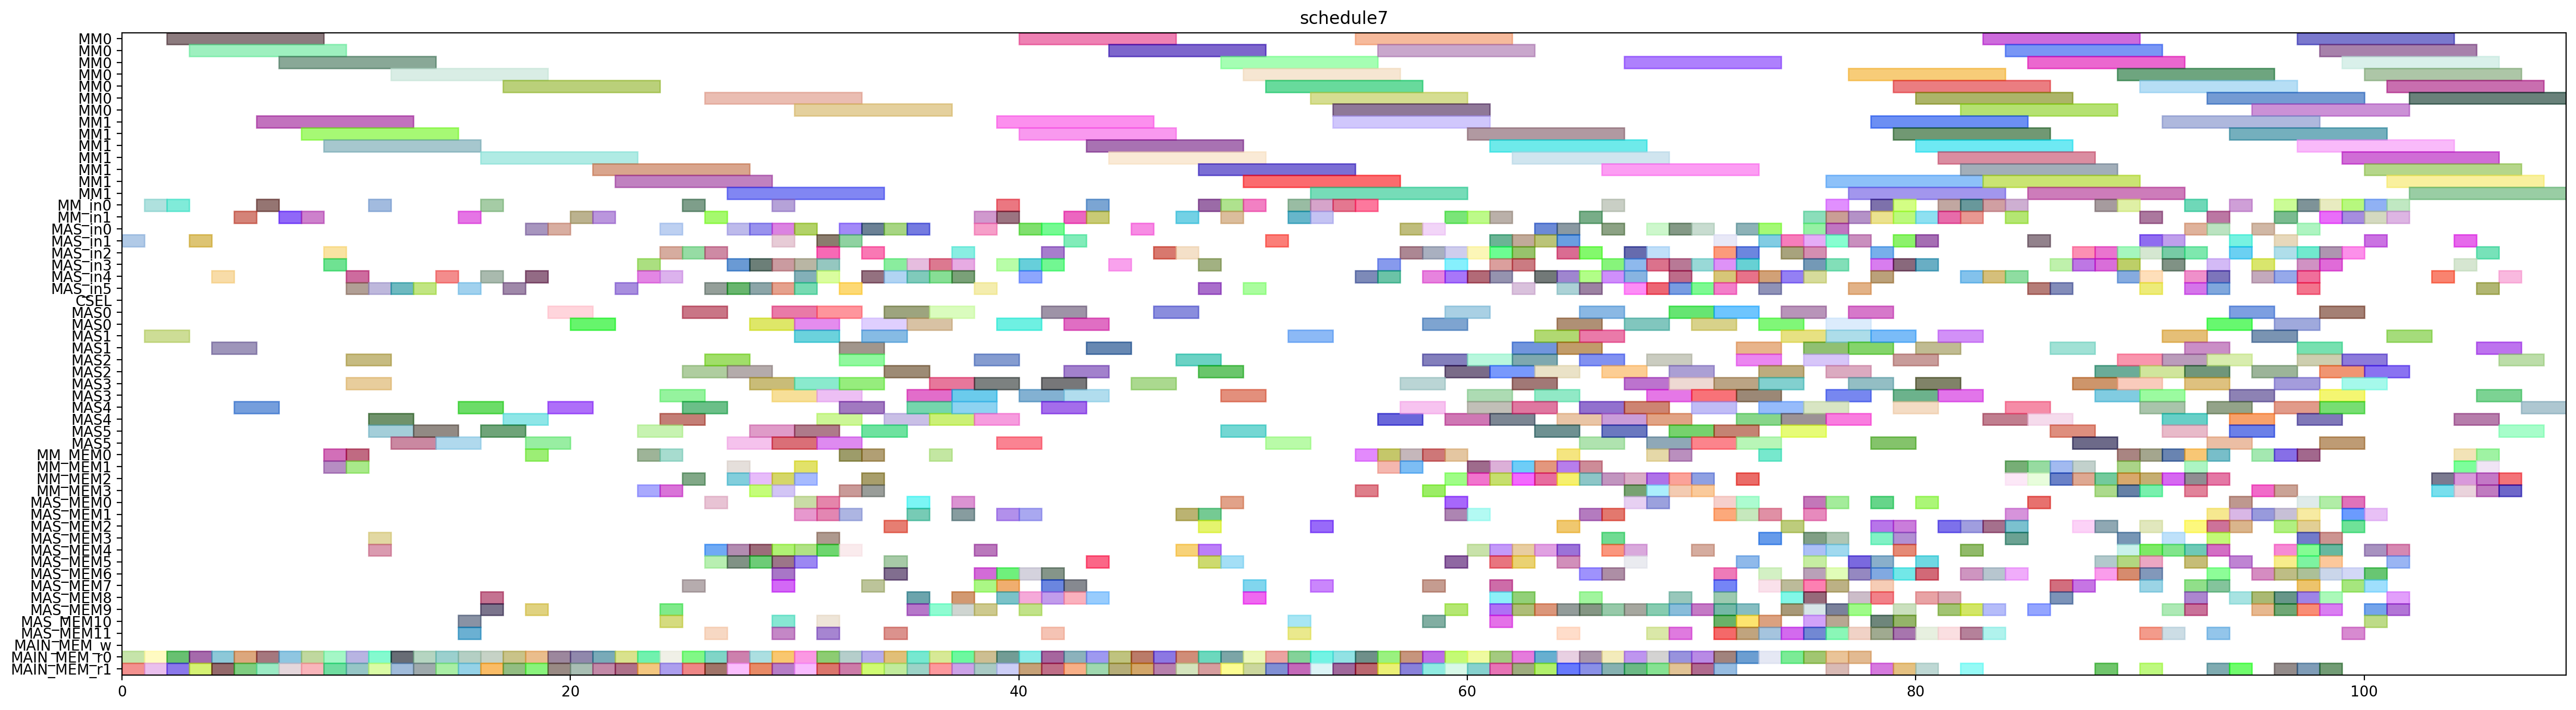 schedule7
MM0
MM0
MM0
MM0
MM0
MM0
MM0
MM1
MM1
MM1
MM1
MM1
MM1
MM1
MM_in0
MM_in1
MAS_in0
MAS_in1
MAS_in2
MAS_in3
MAS_in4
MAS_in5
CSEL
MAS0
MAS0
MAS1
MAS1
MAS2
MAS2
MAS3
MAS3
MAS4
MAS4
MAS5
MAS5
MM_MEM0
MM_MEM1
MM_MEM2
MM_MEM3
MAS_MEM0
MAS_MEM1
MAS_MEM2
MAS_MEM3
MAS_MEM4
MAS_MEM5
MAS_MEM6
MAS_MEM7
MAS_MEM8
MAS_MEM9
MAS_MEM10
MAS_MEM11
MAIN_MEM_w
MAIN_MEM_r0
MAIN_MEM_r1
0 20 40 60 80 100